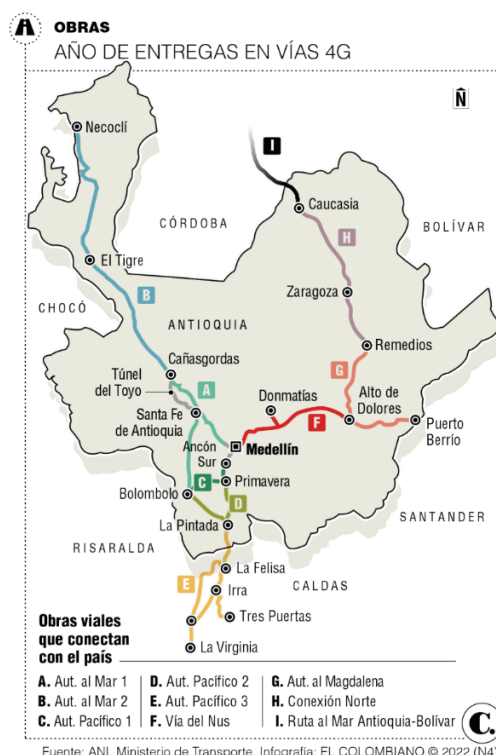 OBRAS
AÑO DE ENTREGAS EN VÍAS 4G
N
Necoclí
I
Caucasia
CÓRDOBA
BOLÍVAR
H
El Tigre
Zaragoza
B
CHOCÓ
ANTIOQUIA
Remedios
Cañasgordas
G
Túnel
del Toyo
A
Donmatías
Alto de
Dolores
Santa Fe
de Antioquia
F
Puerto
Berrío
Ancón
Sur
Medellín
C
Primavera
Bolombolo
D
La Pintada
SANTANDER
RISARALDA
La Felisa
CALDAS
E
Irra
Tres Puertas
La Virginia
Obras viales
que conectan
con el país
A. Aut. al Mar 1
B. Aut. al Mar 2
C. Aut. Pacífico 1
D. Aut. Pacífico 2
E. Aut. Pacífico 3
F. Vía del Nus
G. Aut. al Magdalena
H. Conexión Norte
I. Ruta al Mar Antioquia-Bolívar
C.
Fuente: ANI, Ministerio de Transporte. Infografía: EL COLOMBIANO © 2022 (N4)